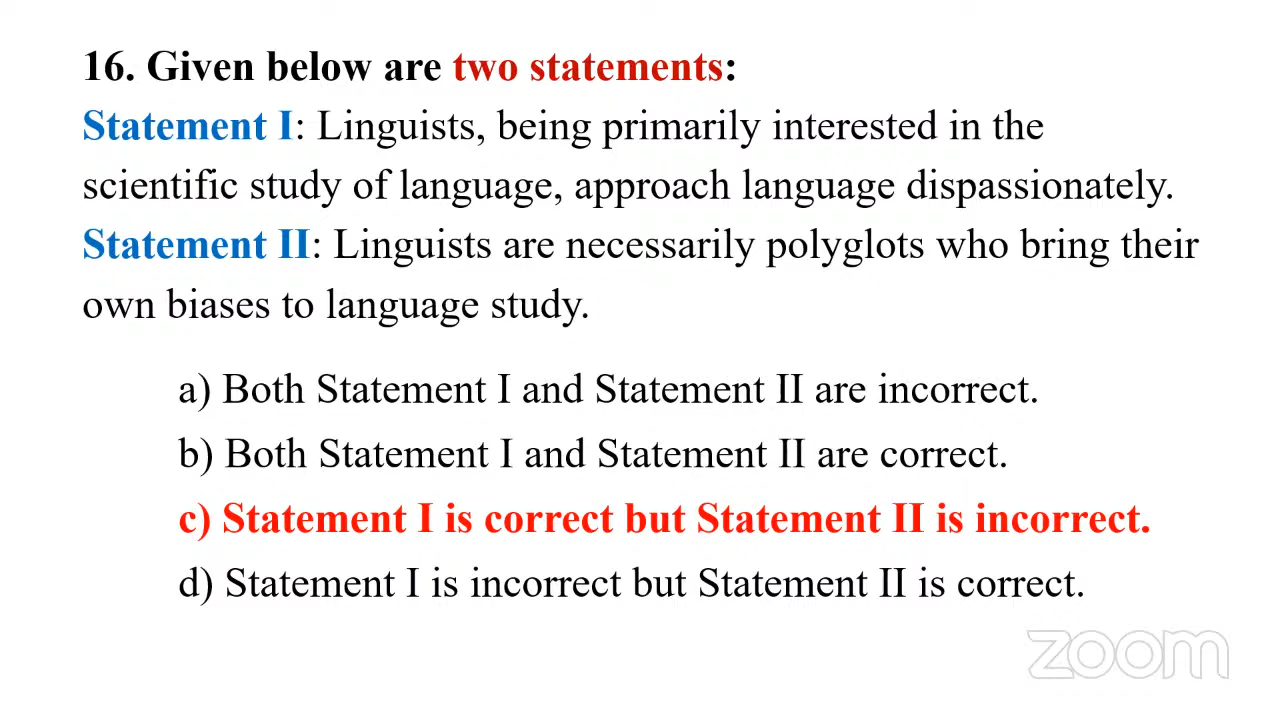 16. Given below are two statements:
Statement I: Linguists, being primarily interested in the
scientific study of language, approach language dispassionately.
Statement II: Linguists are necessarily polyglots who bring their
own biases to language study.
a) Both Statement I and Statement II are incorrect.
b) Both Statement I and Statement II are correct.
c) Statement I is correct but Statement II is incorrect.
d) Statement I is incorrect but Statement II is correct.
zoom